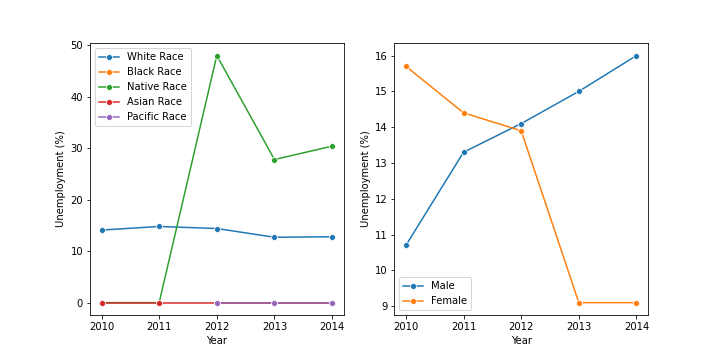 50
40
30
20
10
0
Unemployment (%)
White Race
Black Race
Native Race
Asian Race
Pacific Race
2010 2011 2012 2013 2014
Year
16
15
14
13
12
11
10
9
Unemployment (%)
Male
Female
2010 2011 2012 2013 2014
Year